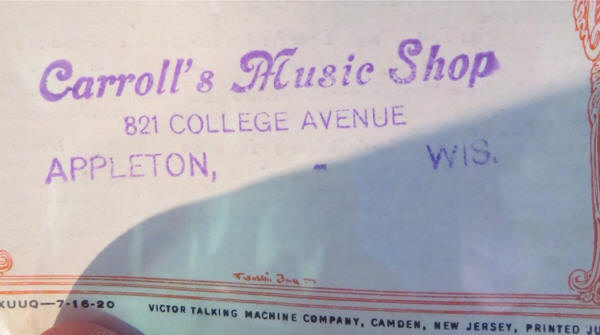 Carroll's Music Shop
821 COLLEGE AVENUE
APPLETON, - WIS.
XUUQ—7-16-20 VICTOR TALKING MACHINE COMPANY, CAMDEN, NEW JERSEY, PRINTED